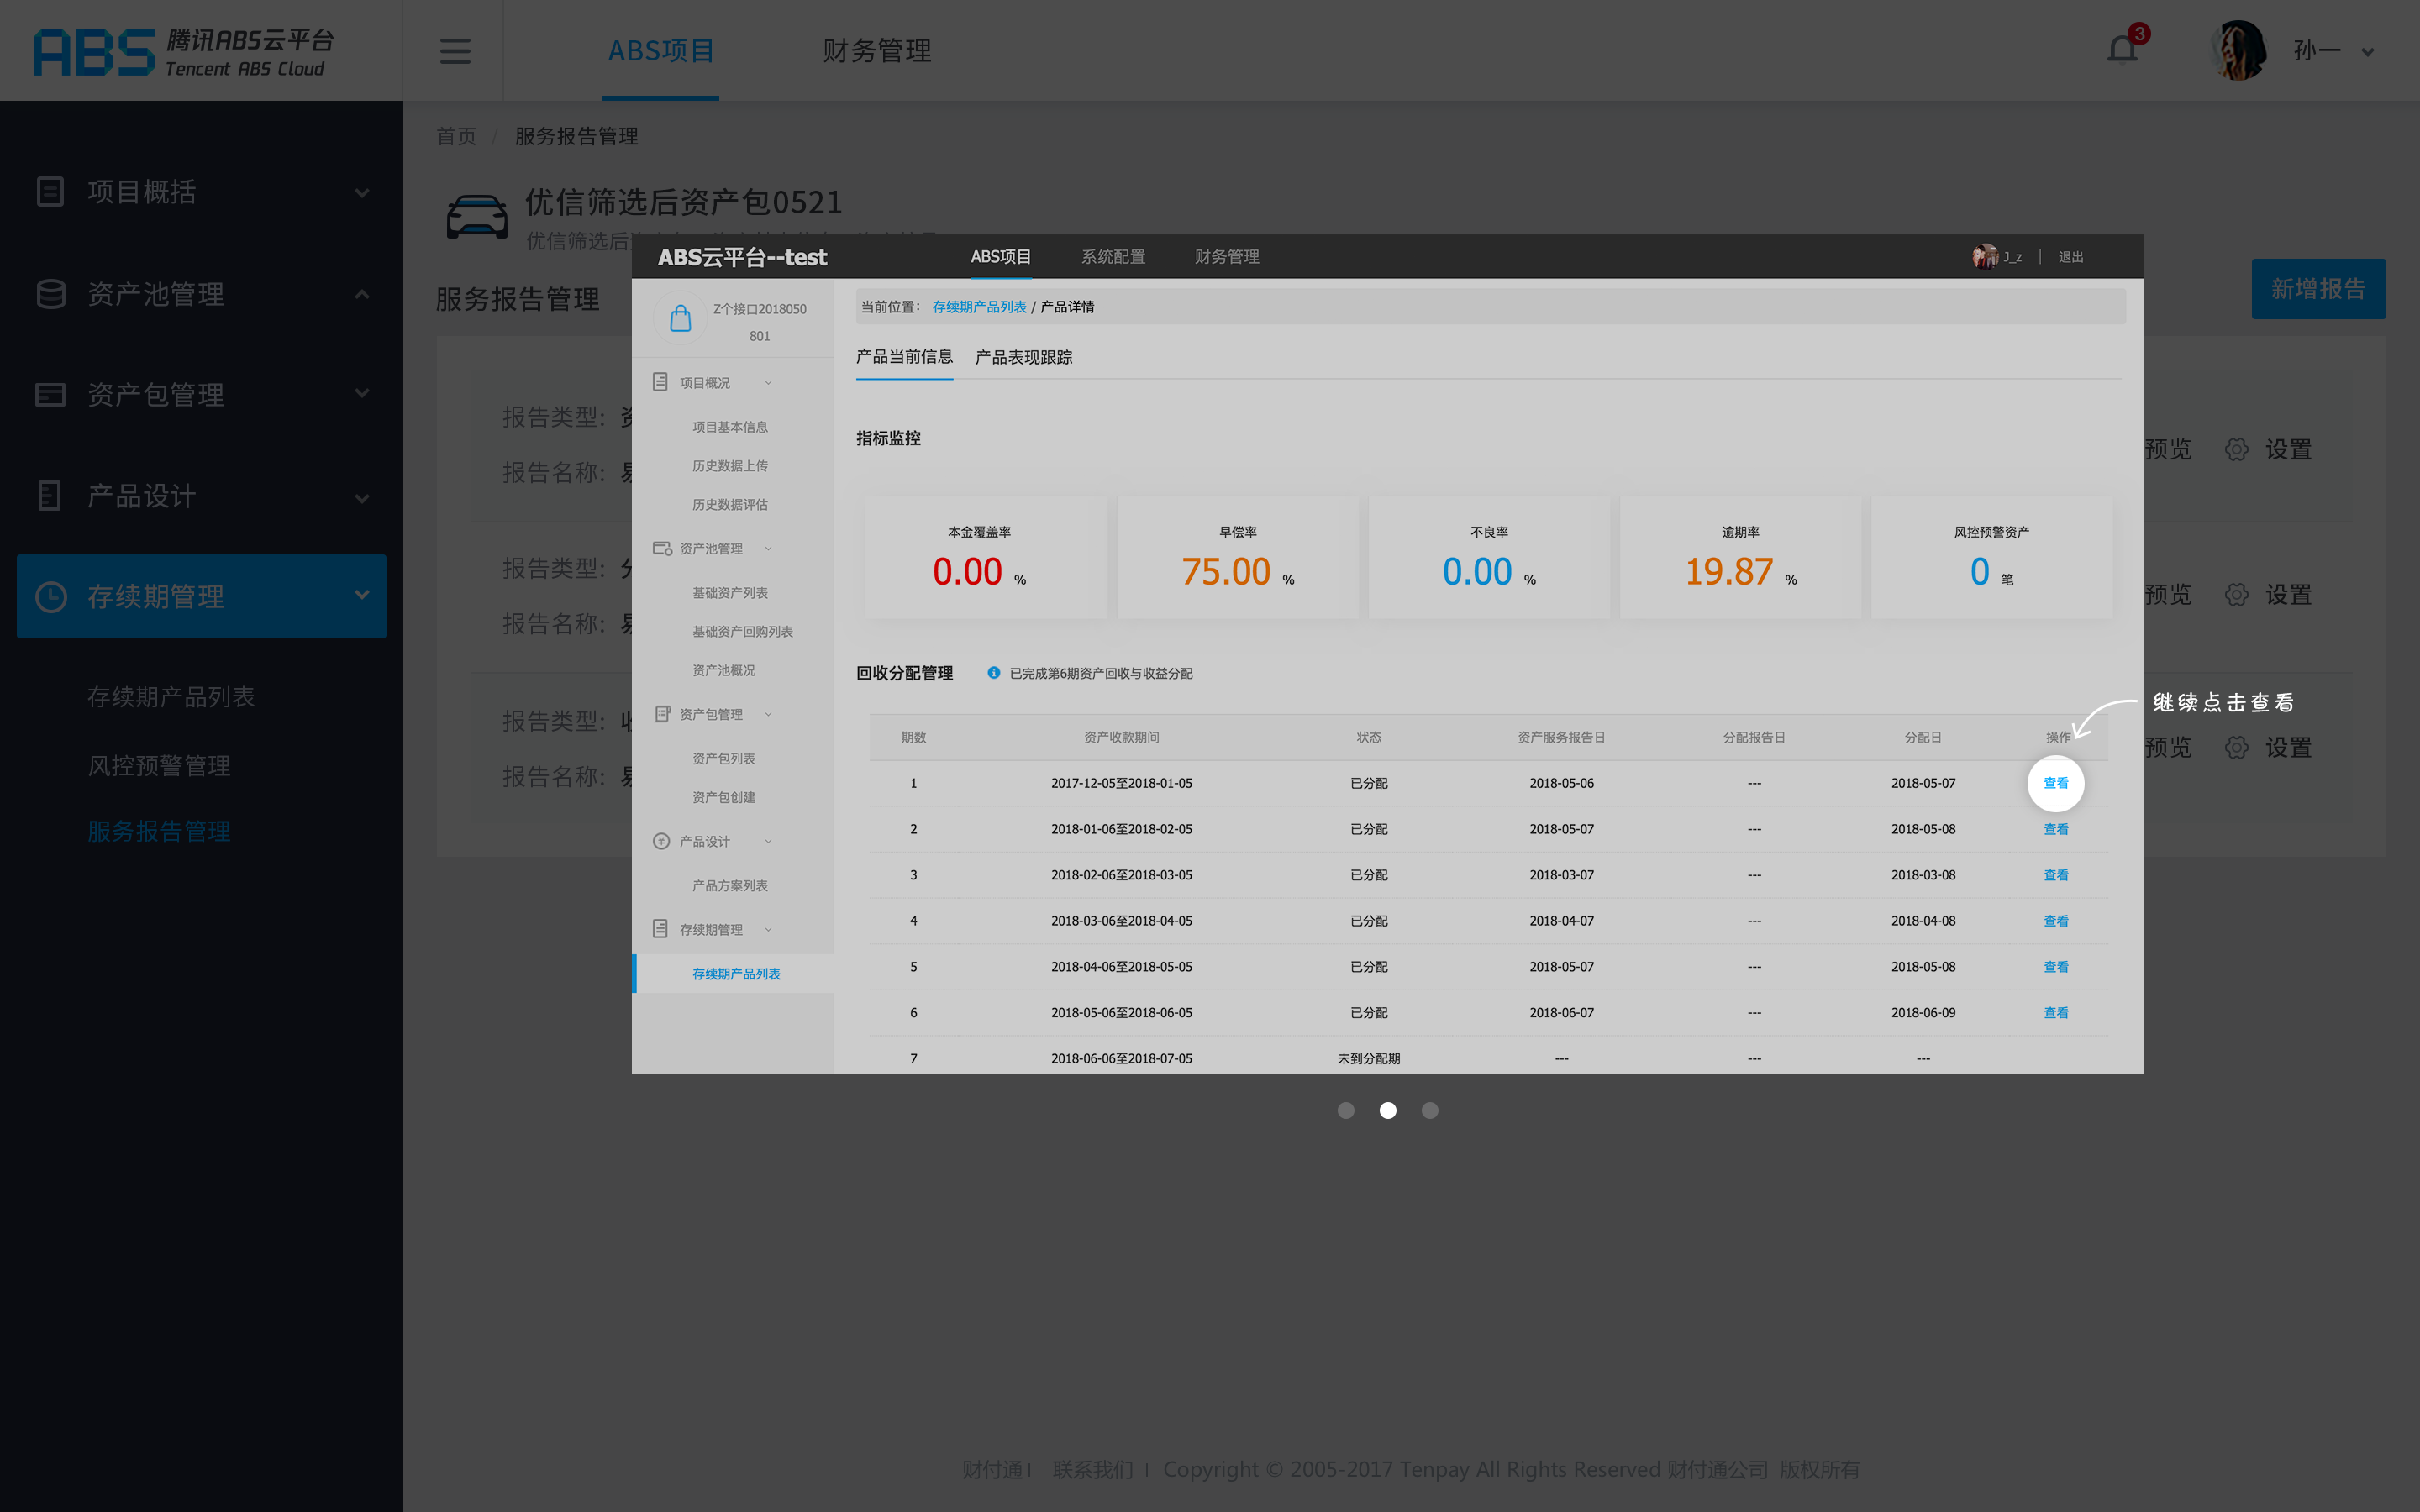 ABS 腾讯ABS云平台
Tencent ABS Cloud
ABS项目
财务管理
3
孙一
首页 / 服务报告管理
项目概括
资产池管理
资产包管理
产品设计
存续期管理
存续期产品列表
风控预警管理
服务报告管理
优信筛选后资产包0521
优信筛选后
服务报告管理
新增报告
报告类型:
报告名称:
预览 设置
报告类型:
报告名称:
预览 设置
报告类型:
报告名称:
预览 设置
ABS云平台--test
ABS项目
系统配置
财务管理
J_z | 退出
Z个接口2018050
801
项目概况
项目基本信息
历史数据上传
历史数据评估
资产池管理
基础资产列表
基础资产回购列表
资产池概况
资产包管理
资产包列表
资产包创建
产品设计
产品方案列表
存续期管理
存续期产品列表
当前位置： 存续期产品列表 / 产品详情
产品当前信息 产品表现跟踪
指标监控
本金覆盖率
0.00 %
早偿率
75.00 %
不良率
0.00 %
逾期率
19.87 %
风控预警资产
0 笔
回收分配管理 已完成第6期资产回收与收益分配
继续点击查看
期数 资产收款期间 状态 资产服务报告日 分配报告日 分配日 操作
1 2017-12-05至2018-01-05 已分配 2018-05-06 --- 2018-05-07 查看
2 2018-01-06至2018-02-05 已分配 2018-05-07 --- 2018-05-08 查看
3 2018-02-06至2018-03-05 已分配 2018-03-07 --- 2018-03-08 查看
4 2018-03-06至2018-04-05 已分配 2018-04-07 --- 2018-04-08 查看
5 2018-04-06至2018-05-05 已分配 2018-05-07 --- 2018-05-08 查看
6 2018-05-06至2018-06-05 已分配 2018-06-07 --- 2018-06-09 查看
7 2018-06-06至2018-07-05 未到分配期 --- --- ---
财付通 | 联系我们 | Copyright © 2005-2017 Tenpay All Rights Reserved 财付通公司 版权所有